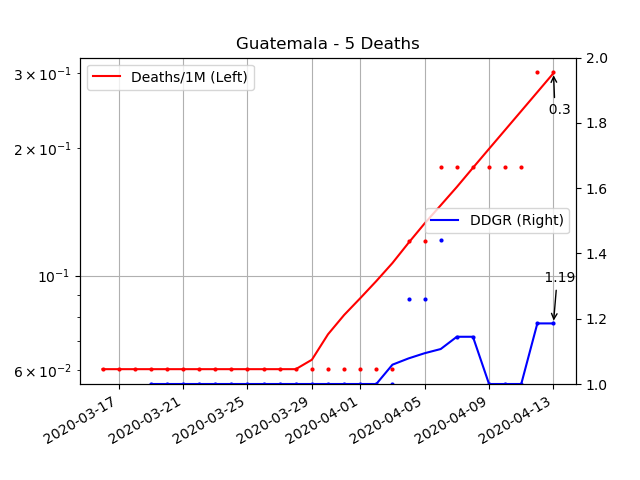 Guatemala - 5 Deaths
Deaths/1M (Left)
DDGR (Right)
3 × 10⁻¹
2 × 10⁻¹
10⁻¹
6 × 10⁻²
2.0
1.8
1.6
1.4
1.2
1.0
0.3
1.19
2020-03-17
2020-03-21
2020-03-25
2020-03-29
2020-04-01
2020-04-05
2020-04-09
2020-04-13